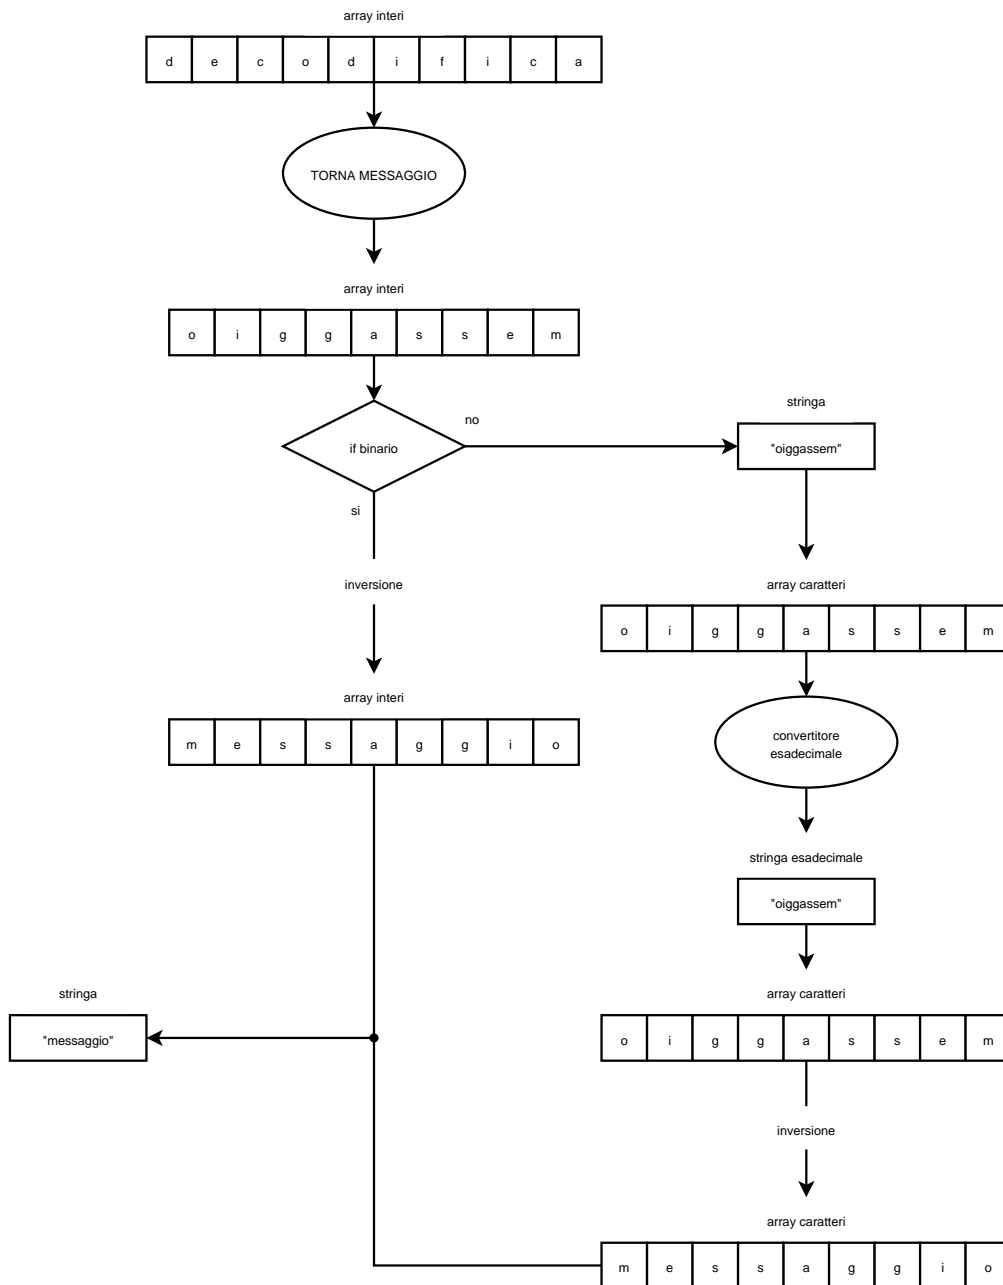 array interi
d e c o d i f i c a
TORNA MESSAGGIO
array interi
o i g g a s s e m
if binario
no
stringa
"oiggassem"
si
inversione
array caratteri
o i g g a s s e m
array interi
m e s s a g g i o
convertitore
esadecimale
stringa esadecimale
"oiggassem"
stringa
"messaggio"
array caratteri
o i g g a s s e m
inversione
array caratteri
m e s s a g g i o